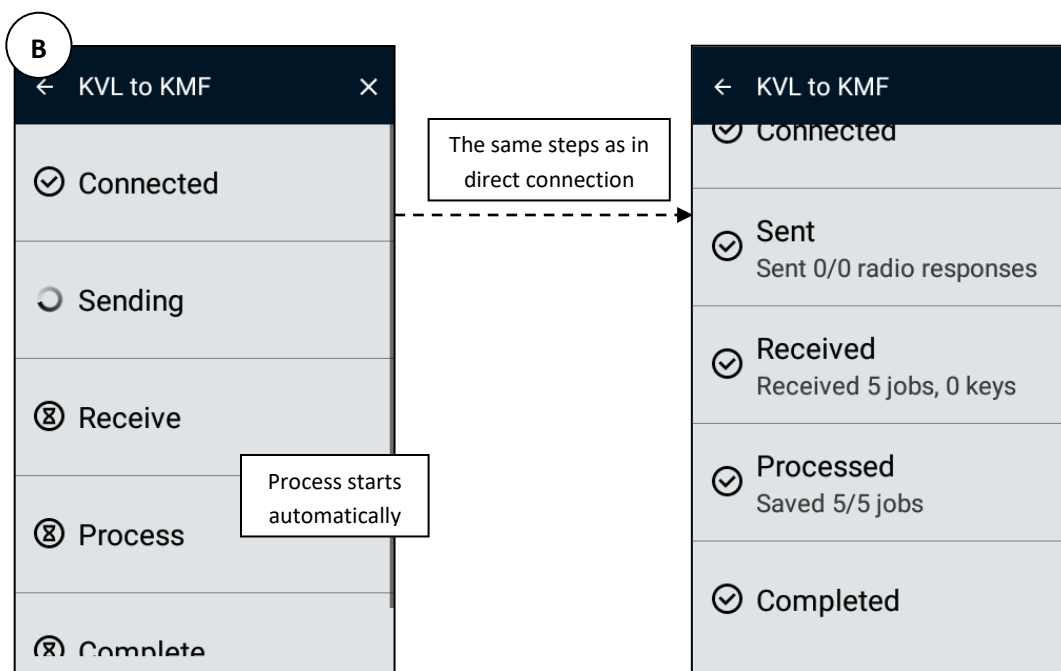 B
KVL to KMF
Connected
Sending
Receive
Process
Complete
Process starts
automatically
The same steps as in
direct connection
KVL to KMF
Connected
Sent
Sent 0/0 radio responses
Received
Received 5 jobs, 0 keys
Processed
Saved 5/5 jobs
Completed